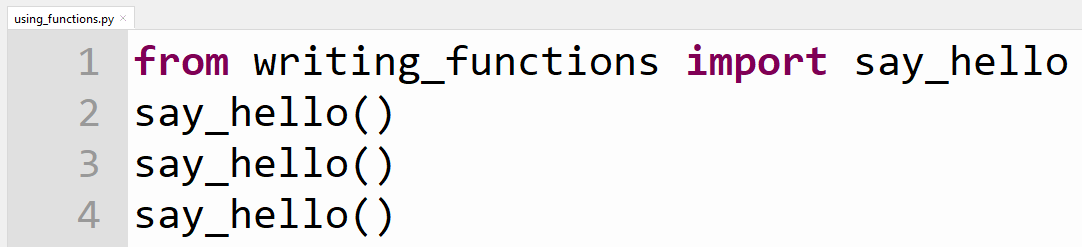 using_functions.py ×
1 from writing_functions import say_hello
2 say_hello()
3 say_hello()
4 say_hello()